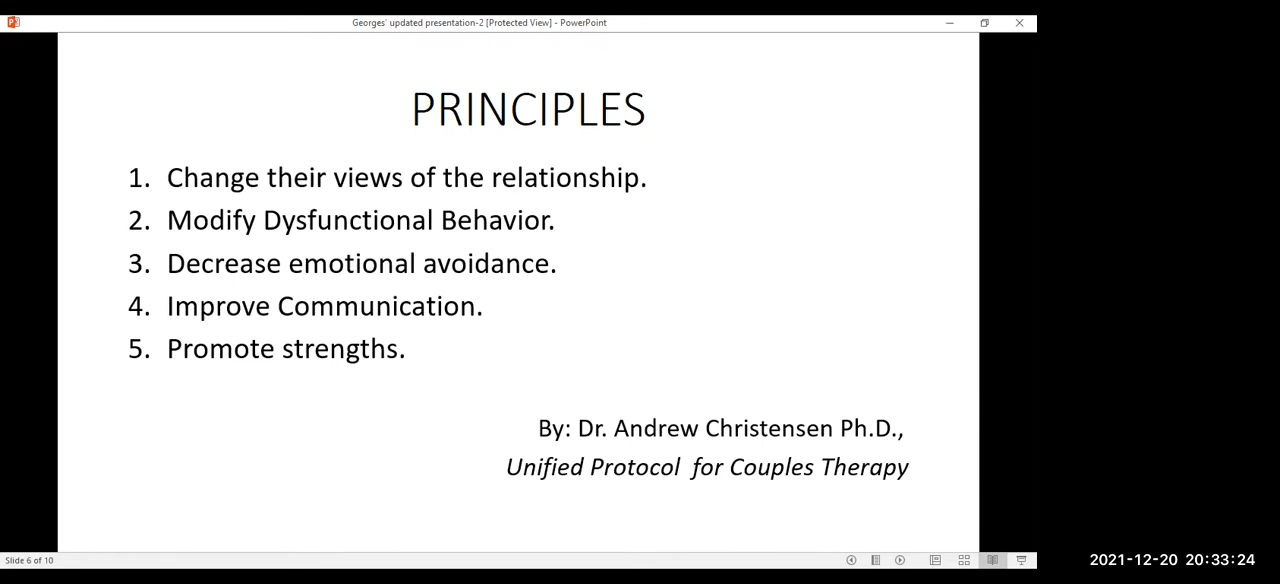 Georges' updated presentation-2 [Protected View] - PowerPoint
PRINCIPLES
1. Change their views of the relationship.
2. Modify Dysfunctional Behavior.
3. Decrease emotional avoidance.
4. Improve Communication.
5. Promote strengths.
By: Dr. Andrew Christensen Ph.D.,
Unified Protocol for Couples Therapy
Slide 6 of 10
2021-12-20 20:33:24